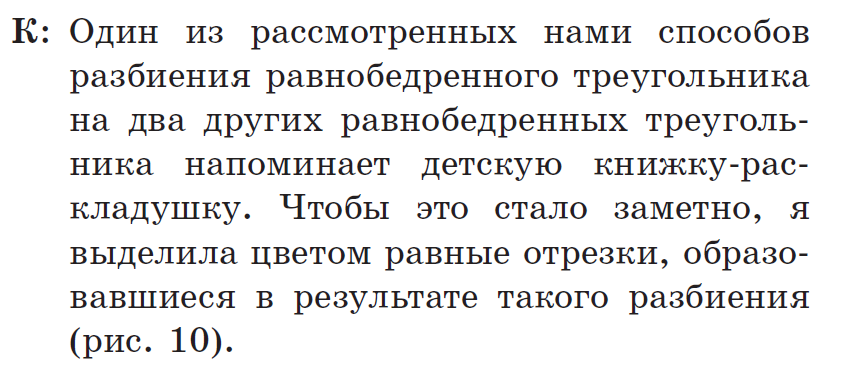 К: Один из рассмотренных нами способов
разбиения равнобедренного треугольника
на два других равнобедренных треуголь-
ника напоминает детскую книжку-рас-
кладушку. Чтобы это стало заметно, я
выделила цветом равные отрезки, образо-
вавшиеся в результате такого разбиения
(рис. 10).